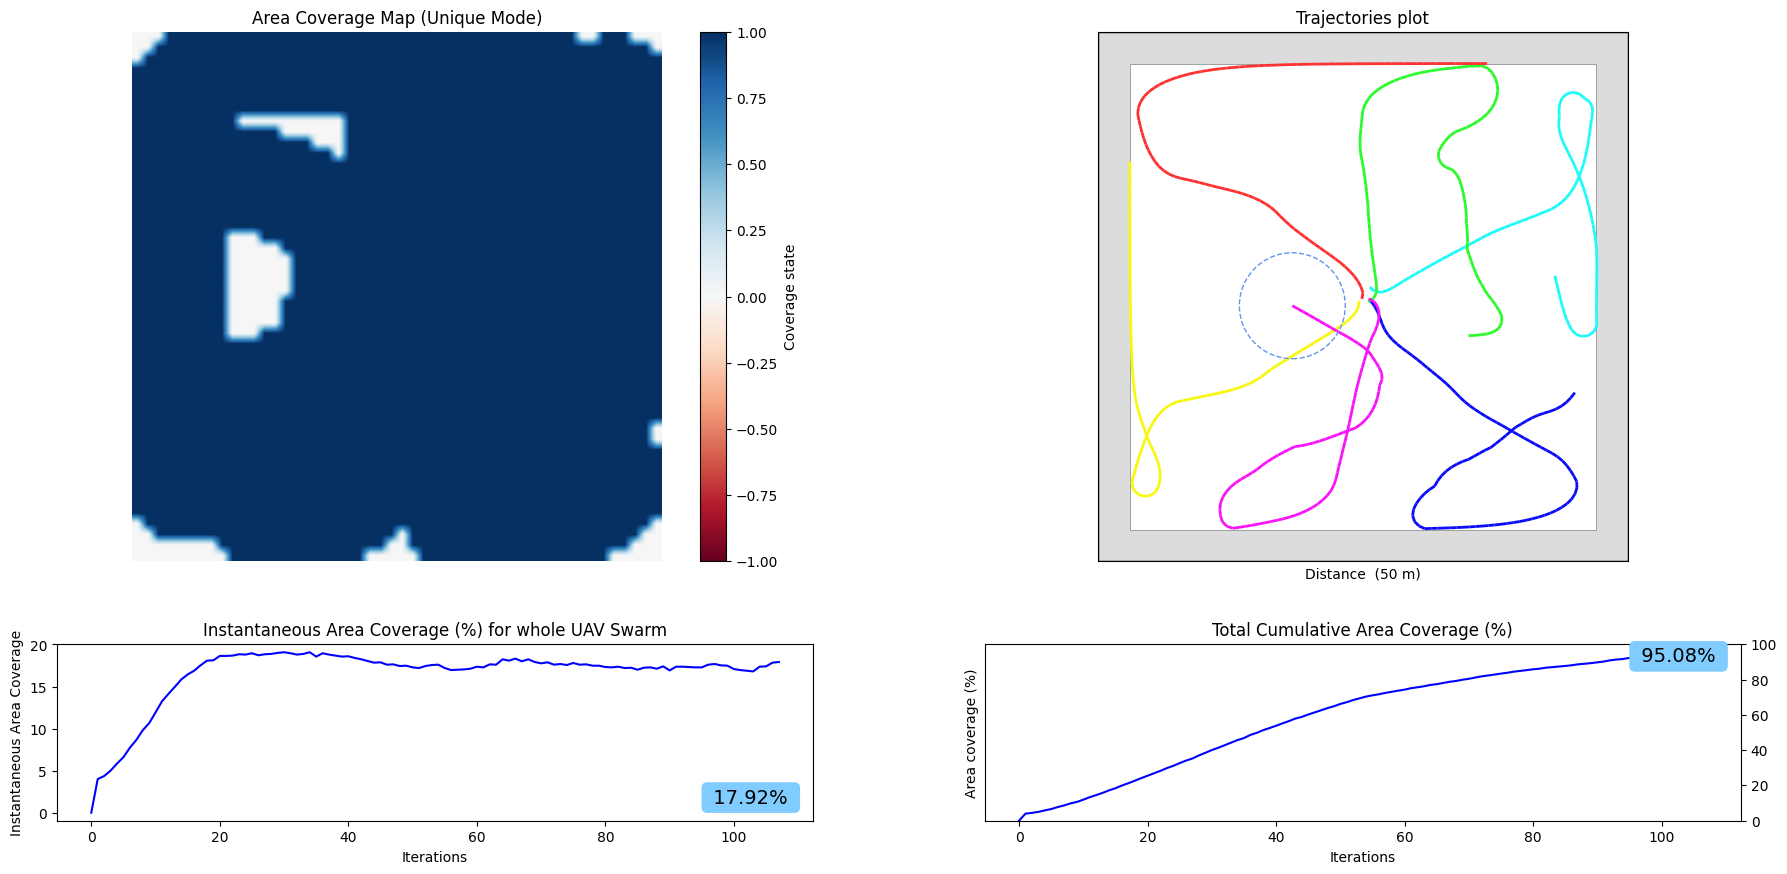 Area Coverage Map (Unique Mode)
1.00
0.75
0.50
0.25
0.00
−0.25
−0.50
−0.75
−1.00
Coverage state
Trajectories plot
Distance  (50 m)
Instantaneous Area Coverage (%) for whole UAV Swarm
Instantaneous Area Coverage
20
15
10
5
0
17.92%
0 20 40 60 80 100
Iterations
Total Cumulative Area Coverage (%)
Area coverage (%)
95.08%
100
80
60
40
20
0
0 20 40 60 80 100
Iterations